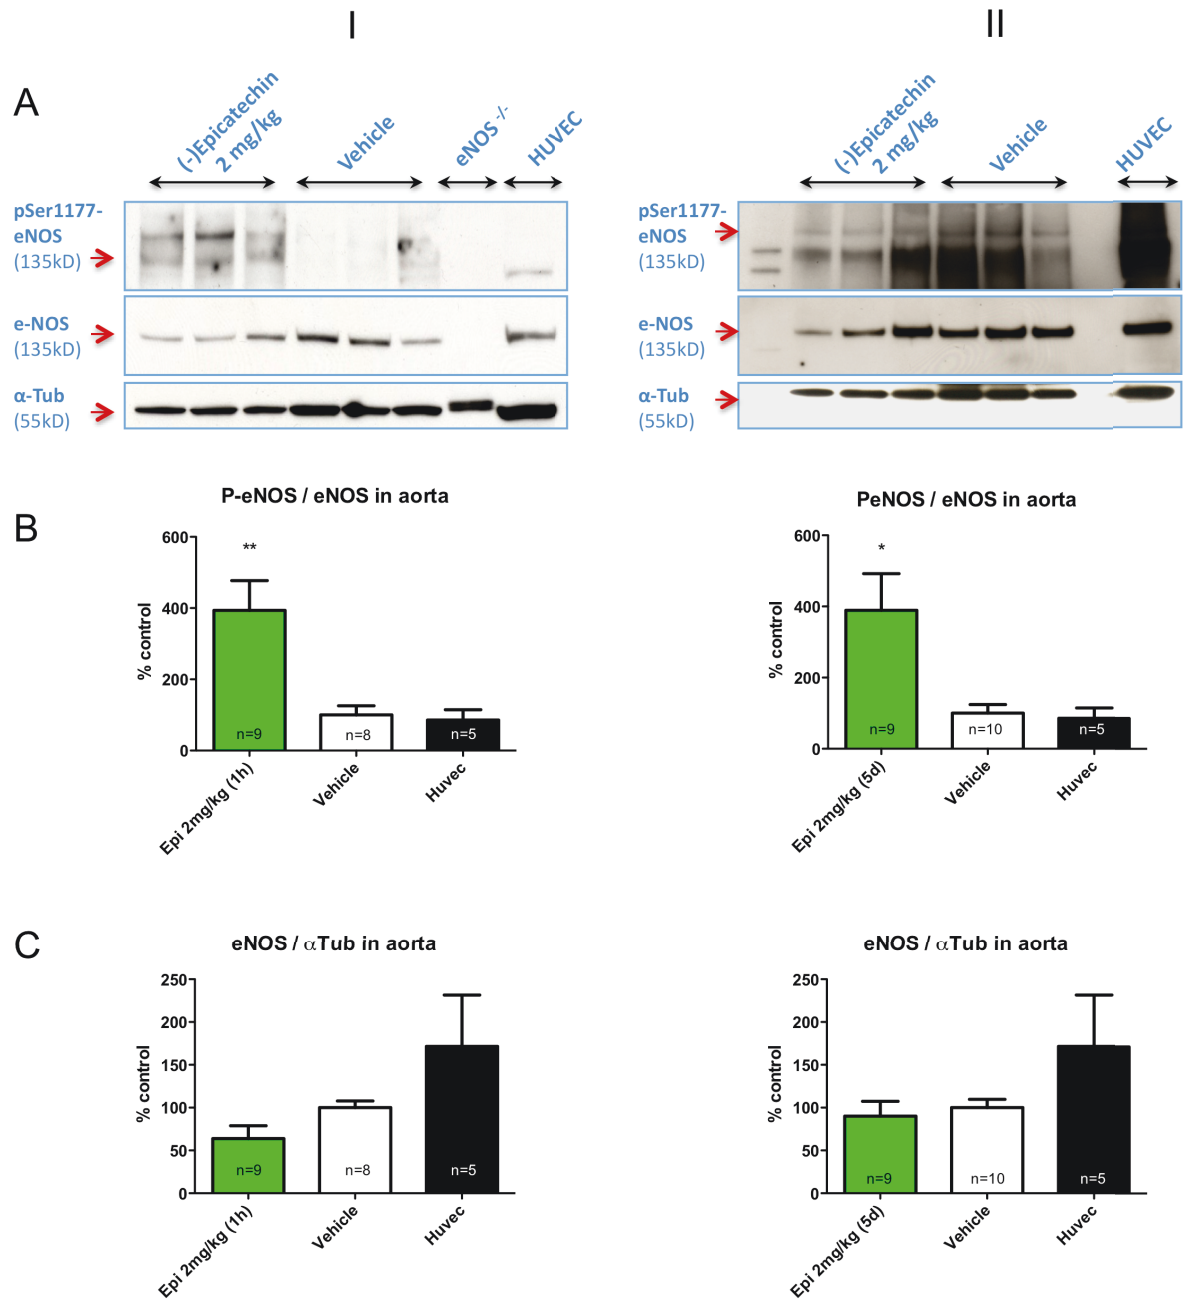 I
II
A
(-)Epicatechin
2 mg/kg
Vehicle
eNOS -/-
HUVEC
pSer1177-
eNOS
(135kD)
e-NOS
(135kD)
α-Tub
(55kD)
(-)Epicatechin
2 mg/kg
Vehicle
HUVEC
pSer1177-
eNOS
(135kD)
e-NOS
(135kD)
α-Tub
(55kD)
B
P-eNOS / eNOS in aorta
% control
600
400
200
0
**
n=9
n=8
n=5
Epi 2mg/kg (1h)
Vehicle
Huvec
PeNOS / eNOS in aorta
% control
600
400
200
0
*
n=9
n=10
n=5
Epi 2mg/kg (5d)
Vehicle
Huvec
C
eNOS / αTub in aorta
% control
250
200
150
100
50
0
n=9
n=8
n=5
Epi 2mg/kg (1h)
Vehicle
Huvec
eNOS / αTub in aorta
% control
250
200
150
100
50
0
n=9
n=10
n=5
Epi 2mg/kg (5d)
Vehicle
Huvec